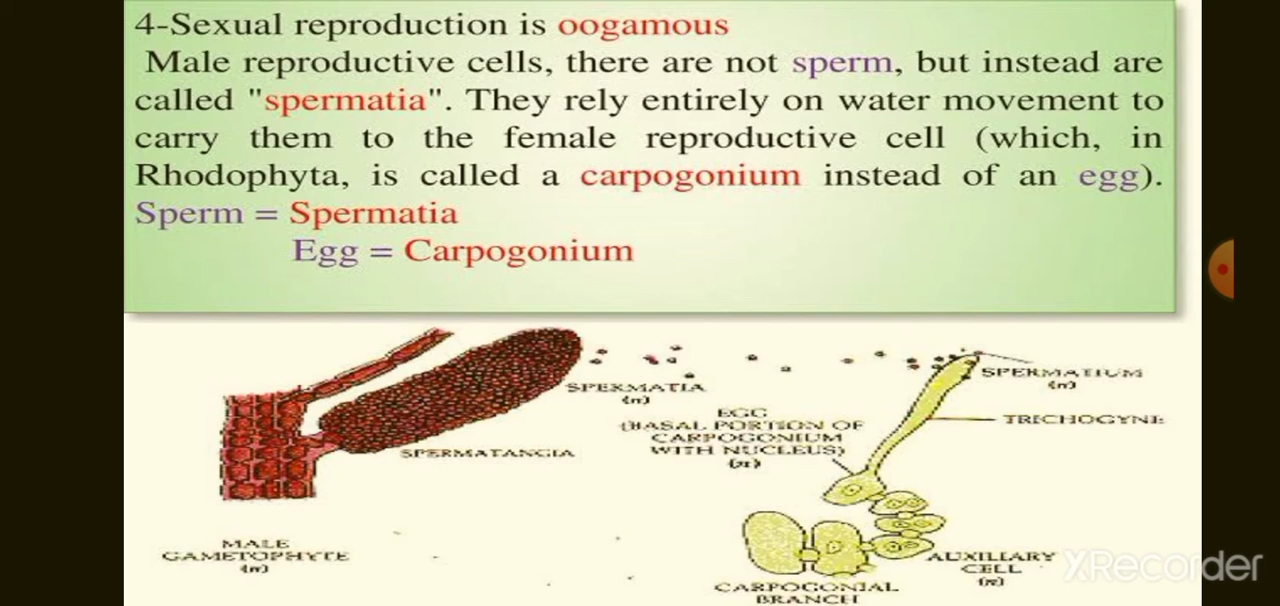 4-Sexual reproduction is oogamous
Male reproductive cells, there are not sperm, but instead are
called "spermatia". They rely entirely on water movement to
carry them to the female reproductive cell (which, in
Rhodophyta, is called a carpogonium instead of an egg).
Sperm = Spermatia
Egg = Carpogonium
SPERMATIA
(n)
SPERMATIUM
(n)
EGG
(BASAL PORTION OF
CARPOGONIUM
WITH NUCLEUS)
(n)
TRICHOGYNE
SPERMATANGIA
MALE
GAMETOPHYTE
(n)
AUXILLARY
CELL
(n)
CARPOGONIAL
BRANCH
XRecorder